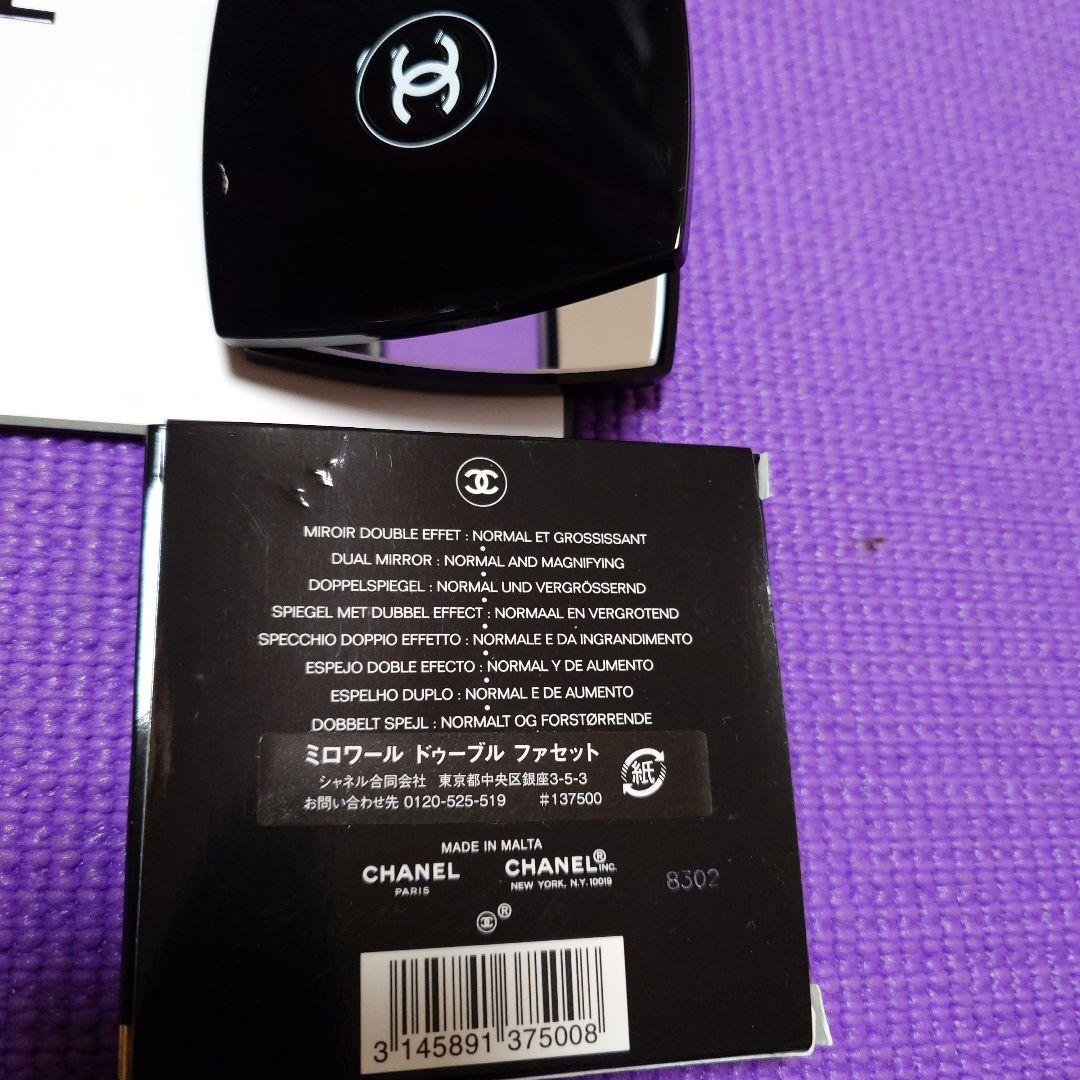 MIROIR DOUBLE EFFET : NORMAL ET GROSSISSANT
DUAL MIRROR : NORMAL AND MAGNIFYING
DOPPELSPIEGEL : NORMAL UND VERGRÖSSERND
SPIEGEL MET DUBBEL EFFECT : NORMAAL EN VERGROTEND
SPECCHIO DOPPIO EFFETTO : NORMALE E DA INGRANDIMENTO
ESPEJO DOBLE EFECTO : NORMAL Y DE AUMENTO
ESPELHO DUPLO : NORMAL E DE AUMENTO
DOBBELT SPEJL : NORMALT OG FORSTØRRENDE
ミロワール ドゥーブル ファセット
シャネル合同会社 東京都中央区銀座3-5-3
お問い合わせ先 0120-525-519 #137500
紙
MADE IN MALTA
CHANEL
PARIS
CHANEL® INC.
NEW YORK, N.Y. 10019
8302
®
3 145891 375008